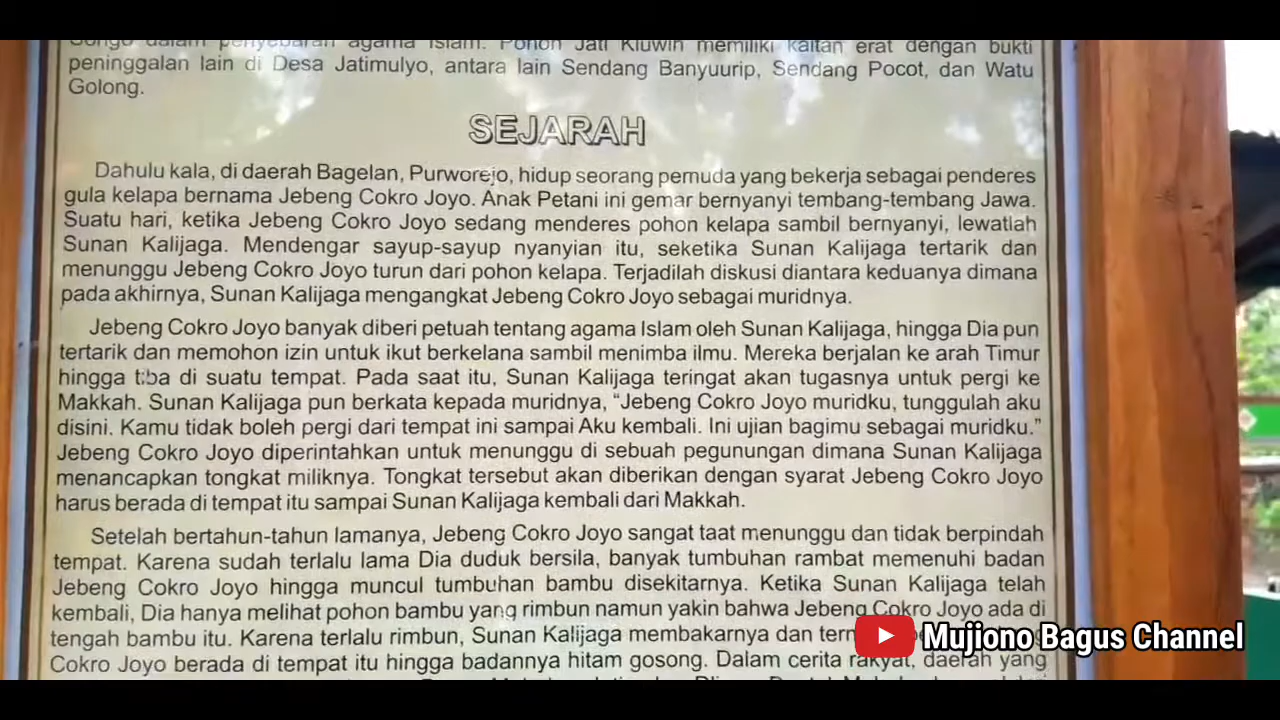 Songo dalam penyebaran agama Islam. Pohon Jati Kluwih memiliki kaitan erat dengan bukti
peninggalan lain di Desa Jatimulyo, antara lain Sendang Banyuurip, Sendang Pocot, dan Watu
Golong.
SEJARAH
Dahulu kala, di daerah Bagelan, Purworejo, hidup seorang pemuda yang bekerja sebagai penderes
gula kelapa bernama Jebeng Cokro Joyo. Anak Petani ini gemar bernyanyi tembang-tembang Jawa.
Suatu hari, ketika Jebeng Cokro Joyo sedang menderes pohon kelapa sambil bernyanyi, lewatlah
Sunan Kalijaga. Mendengar sayup-sayup nyanyian itu, seketika Sunan Kalijaga tertarik dan
menunggu Jebeng Cokro Joyo turun dari pohon kelapa. Terjadilah diskusi diantara keduanya dimana
pada akhirnya, Sunan Kalijaga mengangkat Jebeng Cokro Joyo sebagai muridnya.
Jebeng Cokro Joyo banyak diberi petuah tentang agama Islam oleh Sunan Kalijaga, hingga Dia pun
tertarik dan memohon izin untuk ikut berkelana sambil menimba ilmu. Mereka berjalan ke arah Timur
hingga tiba di suatu tempat. Pada saat itu, Sunan Kalijaga teringat akan tugasnya untuk pergi ke
Makkah. Sunan Kalijaga pun berkata kepada muridnya, “Jebeng Cokro Joyo muridku, tunggulah aku
disini. Kamu tidak boleh pergi dari tempat ini sampai Aku kembali. Ini ujian bagimu sebagai muridku.”
Jebeng Cokro Joyo diperintahkan untuk menunggu di sebuah pegunungan dimana Sunan Kalijaga
menancapkan tongkat miliknya. Tongkat tersebut akan diberikan dengan syarat Jebeng Cokro Joyo
harus berada di tempat itu sampai Sunan Kalijaga kembali dari Makkah.
Setelah bertahun-tahun lamanya, Jebeng Cokro Joyo sangat taat menunggu dan tidak berpindah
tempat. Karena sudah terlalu lama Dia duduk bersila, banyak tumbuhan rambat memenuhi badan
Jebeng Cokro Joyo hingga muncul tumbuhan bambu disekitarnya. Ketika Sunan Kalijaga telah
kembali, Dia hanya melihat pohon bambu yang rimbun namun yakin bahwa Jebeng Cokro Joyo ada di
tengah bambu itu. Karena terlalu rimbun, Sunan Kalijaga membakarnya dan
Cokro Joyo berada di tempat itu hingga badannya hitam gosong. Dalam cerita rakyat, daerah yang
Mujiono Bagus Channel